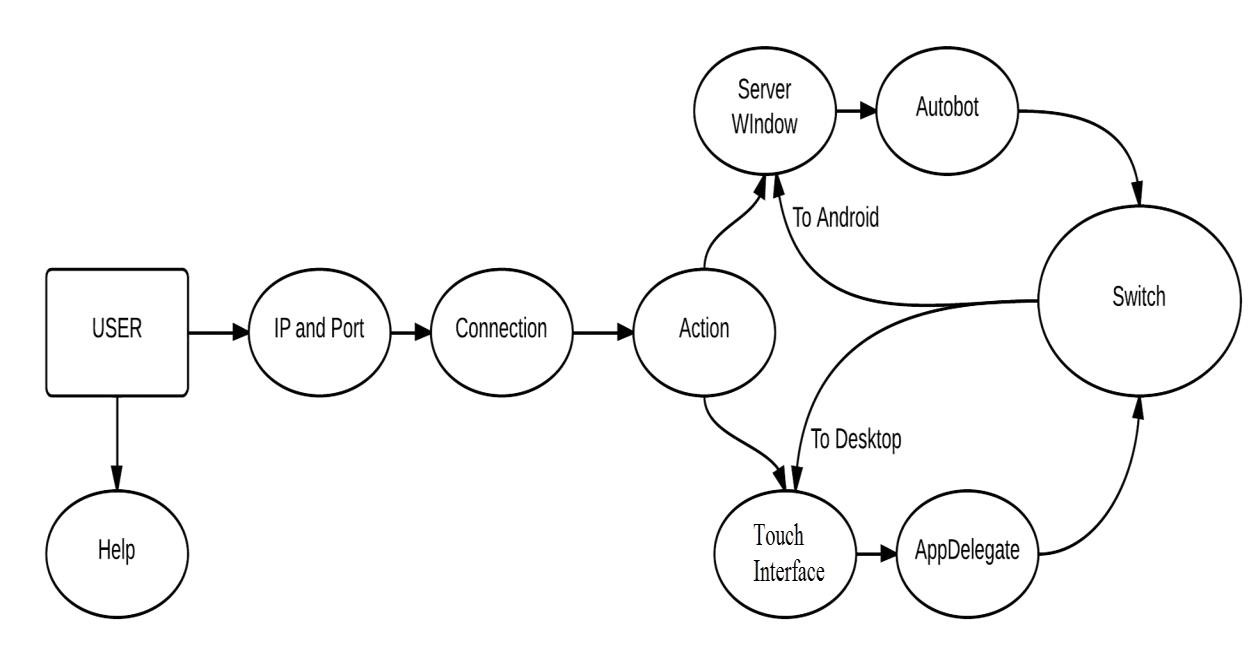 Server
WIndow
Autobot
To Android
Switch
USER
IP and Port
Connection
Action
To Desktop
Help
Touch
Interface
AppDelegate